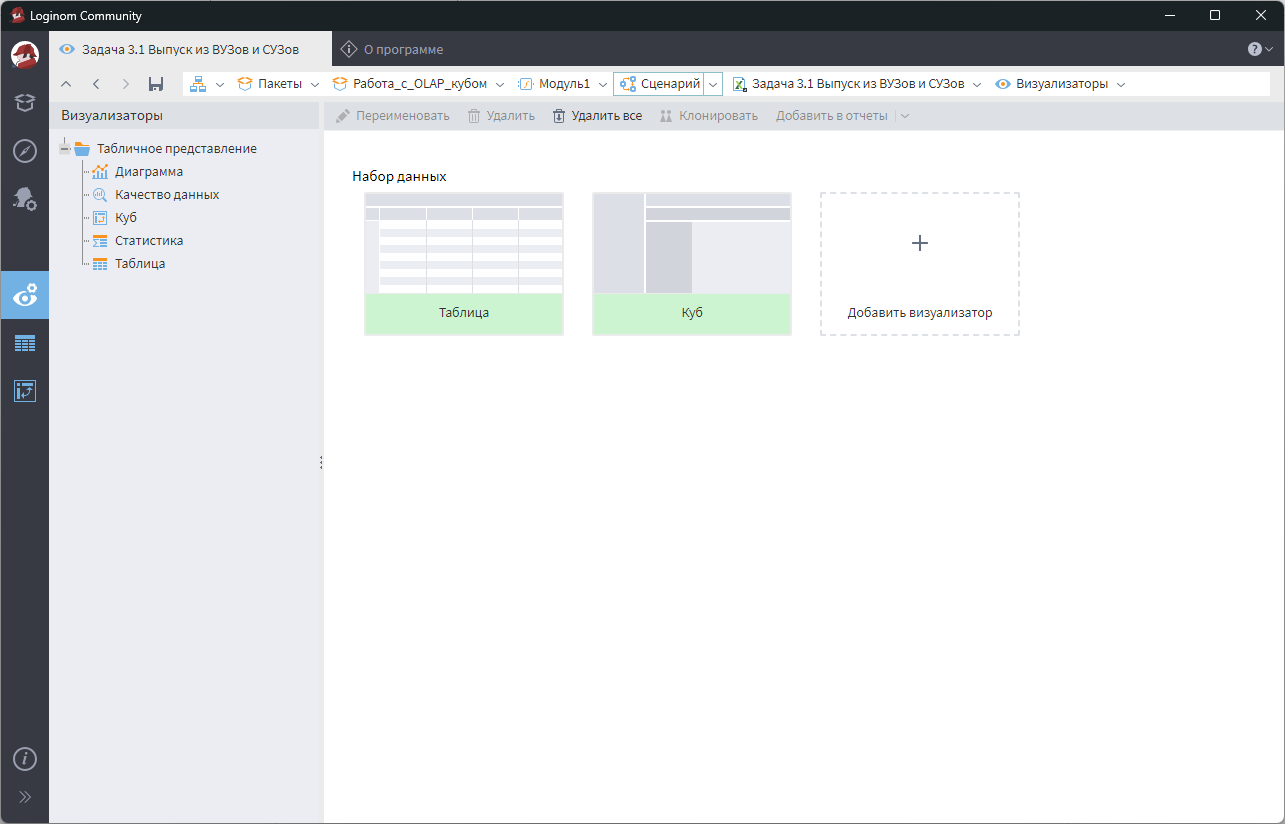 Loginom Community
Задача 3.1 Выпуск из ВУЗов и СУЗов
О программе
Пакеты
Работа_с_OLAP_кубом
Модуль1
Сценарий
Задача 3.1 Выпуск из ВУЗов и СУЗов
Визуализаторы
Визуализаторы
Переименовать
Удалить
Удалить все
Клонировать
Добавить в отчеты
Табличное представление
Диаграмма
Качество данных
Куб
Статистика
Таблица
Набор данных
Таблица
Куб
Добавить визуализатор